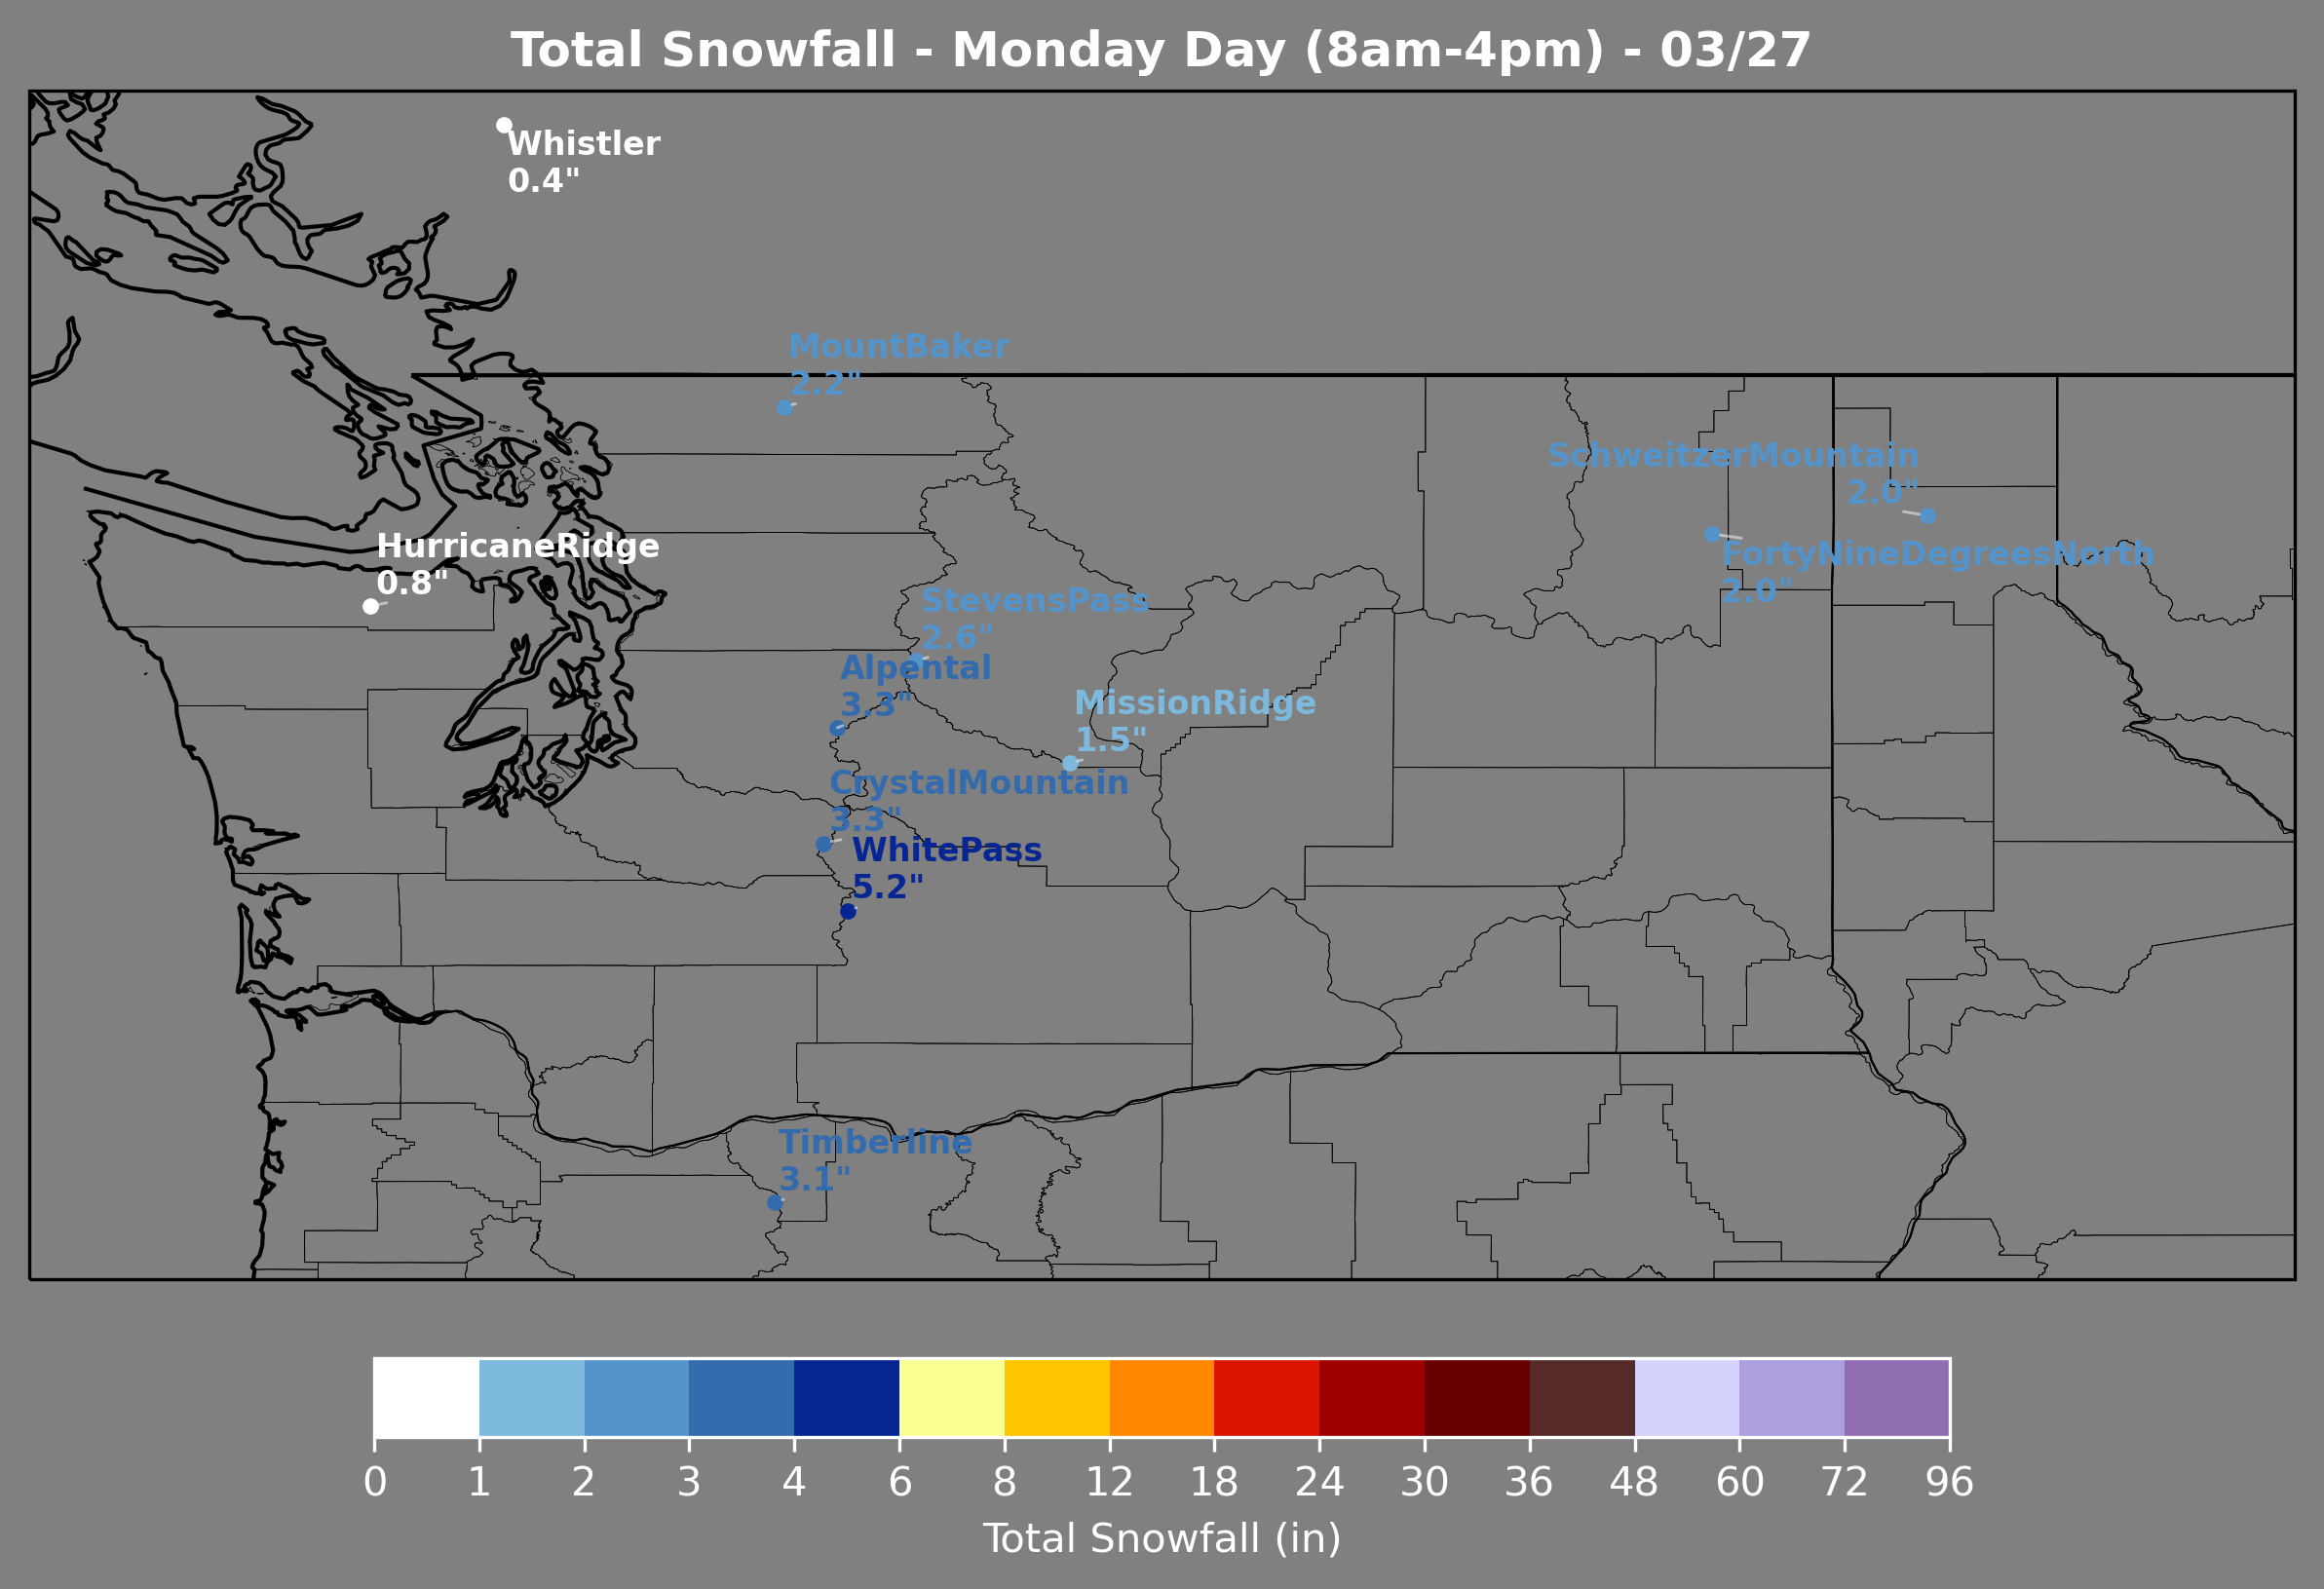 Total Snowfall - Monday Day (8am-4pm) - 03/27
Whistler
0.4"
MountBaker
2.2"
SchweitzerMountain
2.0"
HurricaneRidge
0.8"
FortyNineDegreesNorth
2.0"
StevensPass
2.6"
Alpental
3.3"
MissionRidge
1.5"
CrystalMountain
3.3"
WhitePass
5.2"
Timberline
3.1"
0 1 2 3 4 6 8 12 18 24 30 36 48 60 72 96
Total Snowfall (in)